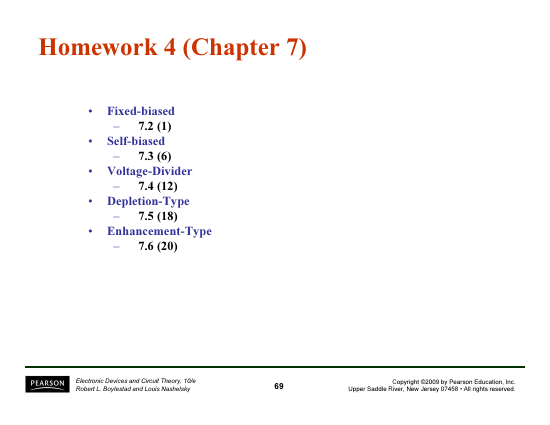 Homework 4 (Chapter 7)
• Fixed-biased
– 7.2 (1)
• Self-biased
– 7.3 (6)
• Voltage-Divider
– 7.4 (12)
• Depletion-Type
– 7.5 (18)
• Enhancement-Type
– 7.6 (20)
PEARSON
Electronic Devices and Circuit Theory, 10/e
Robert L. Boylestad and Louis Nashelsky
69
Copyright ©2009 by Pearson Education, Inc.
Upper Saddle River, New Jersey 07458 • All rights reserved.